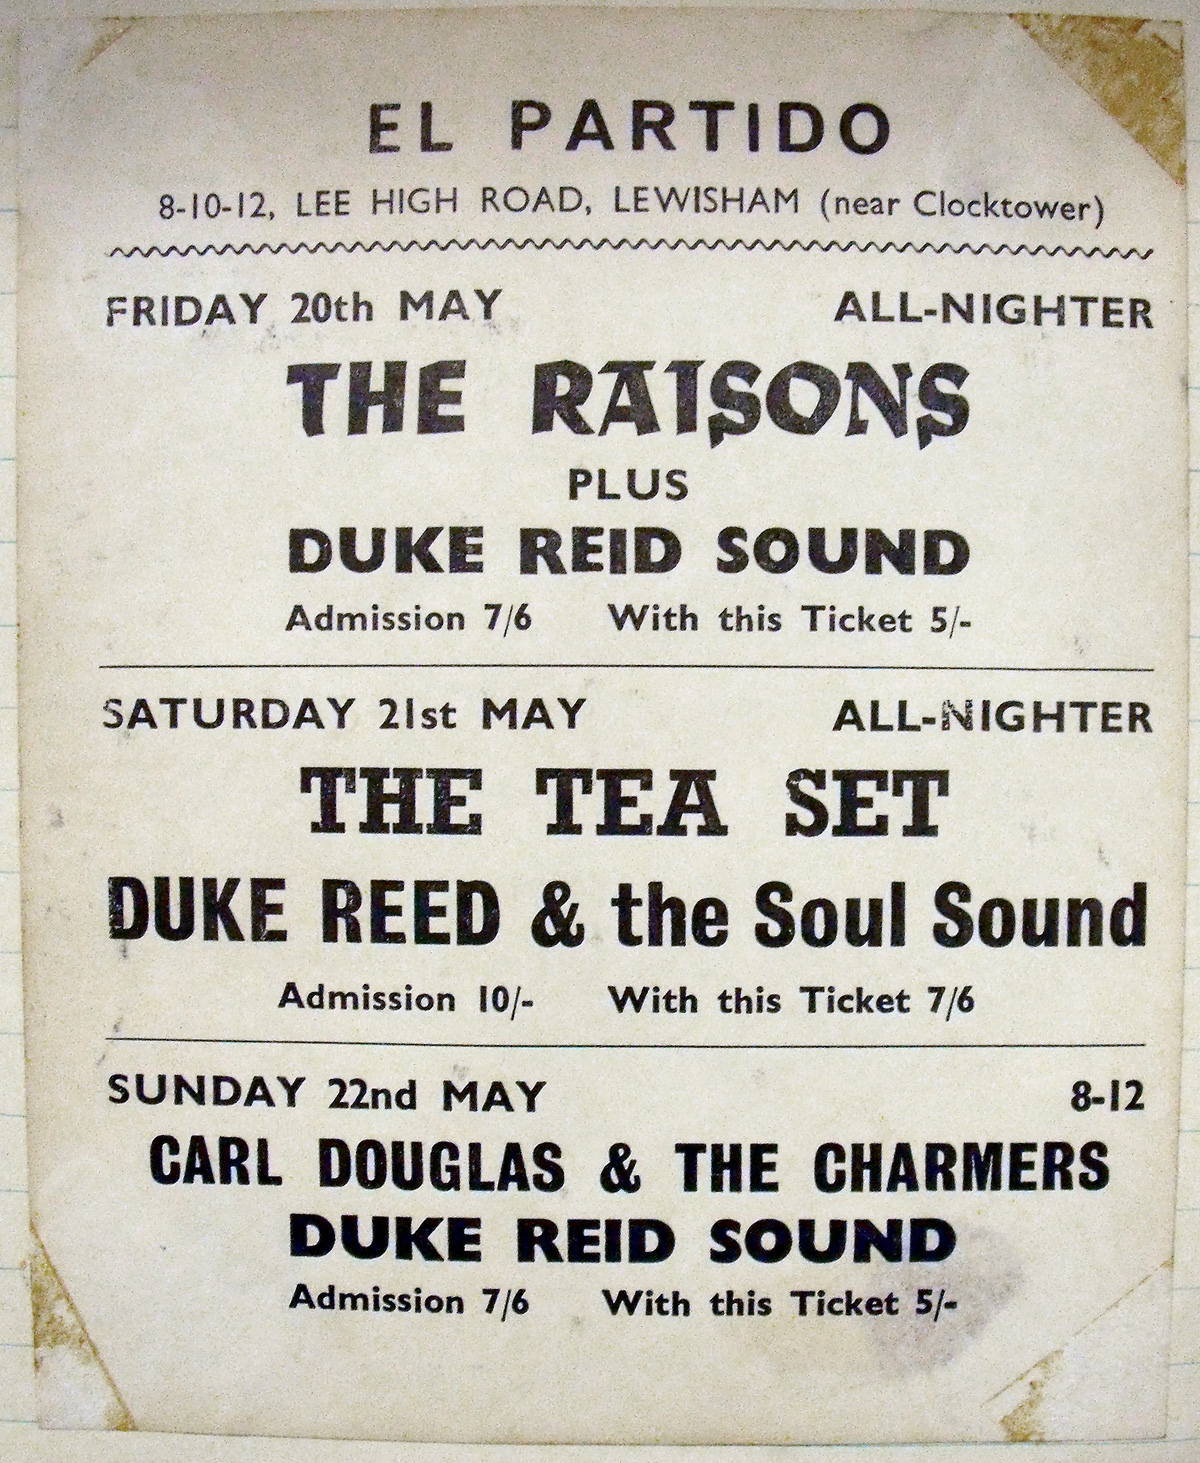 EL PARTIDO
8-10-12, LEE HIGH ROAD, LEWISHAM (near Clocktower)
FRIDAY 20th MAY ALL-NIGHTER
THE RAISONS
PLUS
DUKE REID SOUND
Admission 7/6 With this Ticket 5/-
SATURDAY 21st MAY ALL-NIGHTER
THE TEA SET
DUKE REED & the Soul Sound
Admission 10/- With this Ticket 7/6
SUNDAY 22nd MAY 8-12
CARL DOUGLAS & THE CHARMERS
DUKE REID SOUND
Admission 7/6 With this Ticket 5/-